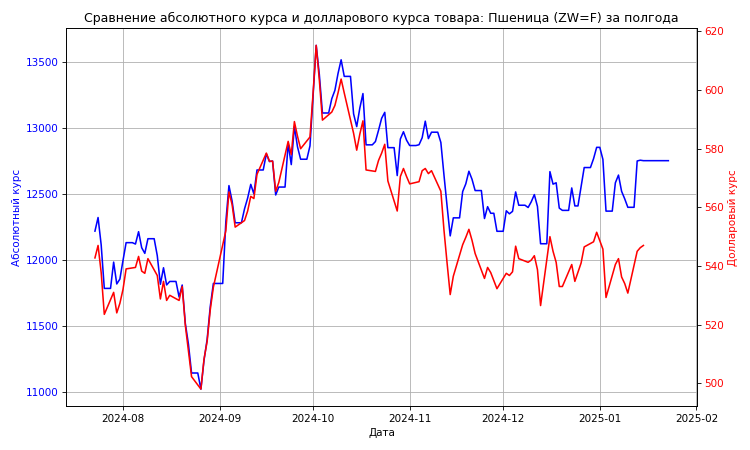 Сравнение абсолютного курса и долларового курса товара: Пшеница (ZW=F) за полгода
Абсолютный курс
13500
13000
12500
12000
11500
11000
620
600
580
560
540
520
500
Долларовый курс
2024-08 2024-09 2024-10 2024-11 2024-12 2025-01 2025-02
Дата